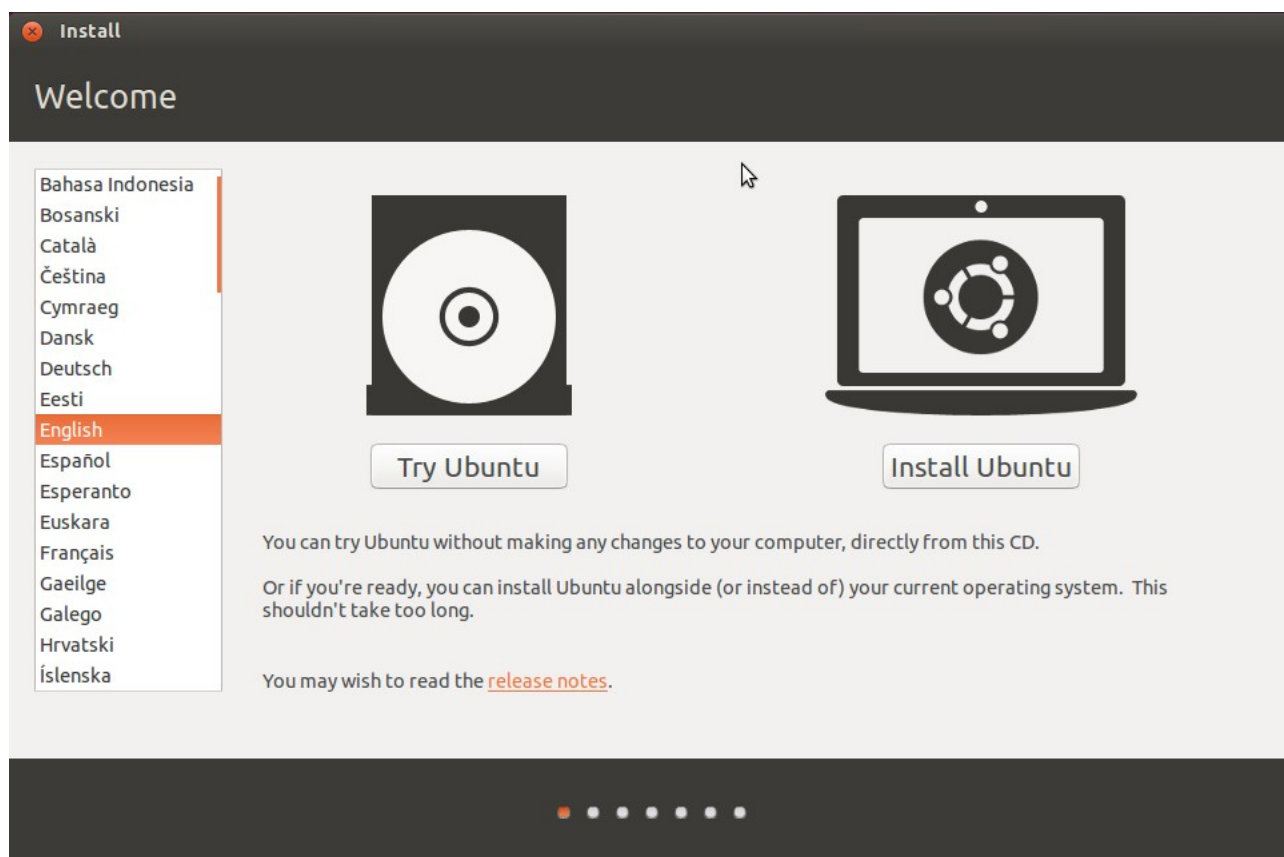 Install
Welcome
Bahasa Indonesia
Bosanski
Català
Čeština
Cymraeg
Dansk
Deutsch
Eesti
English
Español
Esperanto
Euskara
Français
Gaeilge
Galego
Hrvatski
Íslenska
Try Ubuntu
Install Ubuntu
You can try Ubuntu without making any changes to your computer, directly from this CD.
Or if you're ready, you can install Ubuntu alongside (or instead of) your current operating system.  This
shouldn't take too long.
You may wish to read the release notes.